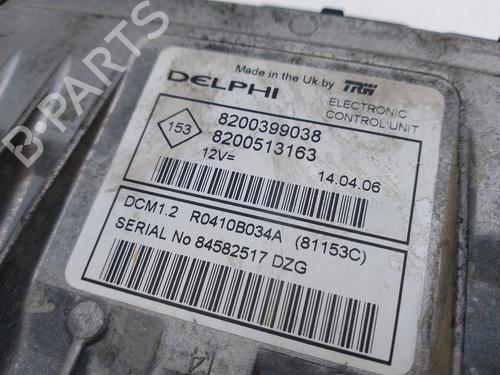 B-PARTS
Made in the Uk by TRW
DELPHI
ELECTRONIC
CONTROL UNIT
153
8200399038
8200513163
12V=
14.04.06
DCM1.2 R0410B034A (81153C)
SERIAL No 84582517 DZG
14